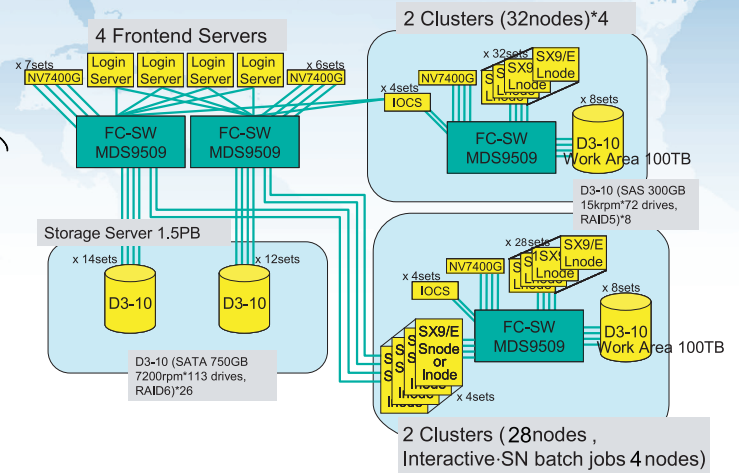 4 Frontend Servers
x 7sets
NV7400G
Login
Server
Login
Server
Login
Server
Login
Server
x 6sets
NV7400G
FC-SW
MDS9509
FC-SW
MDS9509
Storage Server 1.5PB
x 14sets
D3-10
x 12sets
D3-10
D3-10 (SATA 750GB
7200rpm*113 drives,
RAID6)*26
2 Clusters (32nodes)*4
x 32sets
SX9/E
Lnode
SX9
Lnode
NV7400G
x 4sets
IOCS
FC-SW
MDS9509
x 8sets
D3-10
Work Area 100TB
D3-10 (SAS 300GB
15krpm*72 drives,
RAID5)*8
x 28sets
SX9/E
Lnode
Lnode
NV7400G
x 4sets
IOCS
FC-SW
MDS9509
x 8sets
D3-10
Work Area 100TB
SX9/E
Snode
or
Inode
x 4sets
2 Clusters (28nodes ,
Interactive·SN batch jobs 4 nodes)